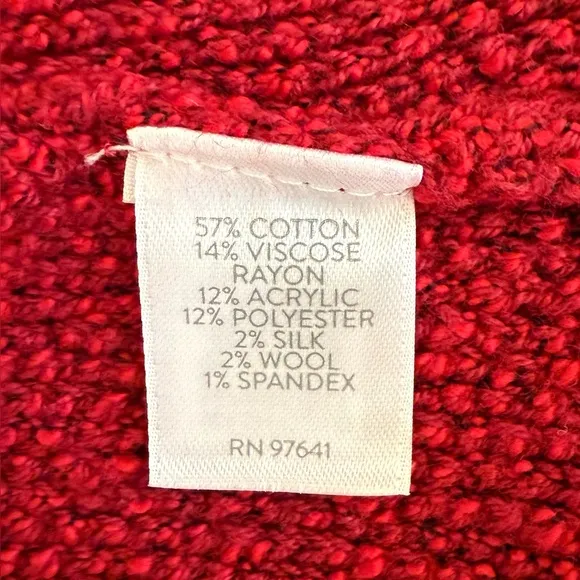 57% COTTON
14% VISCOSE
RAYON
12% ACRYLIC
12% POLYESTER
2% SILK
2% WOOL
1% SPANDEX
RN 97641